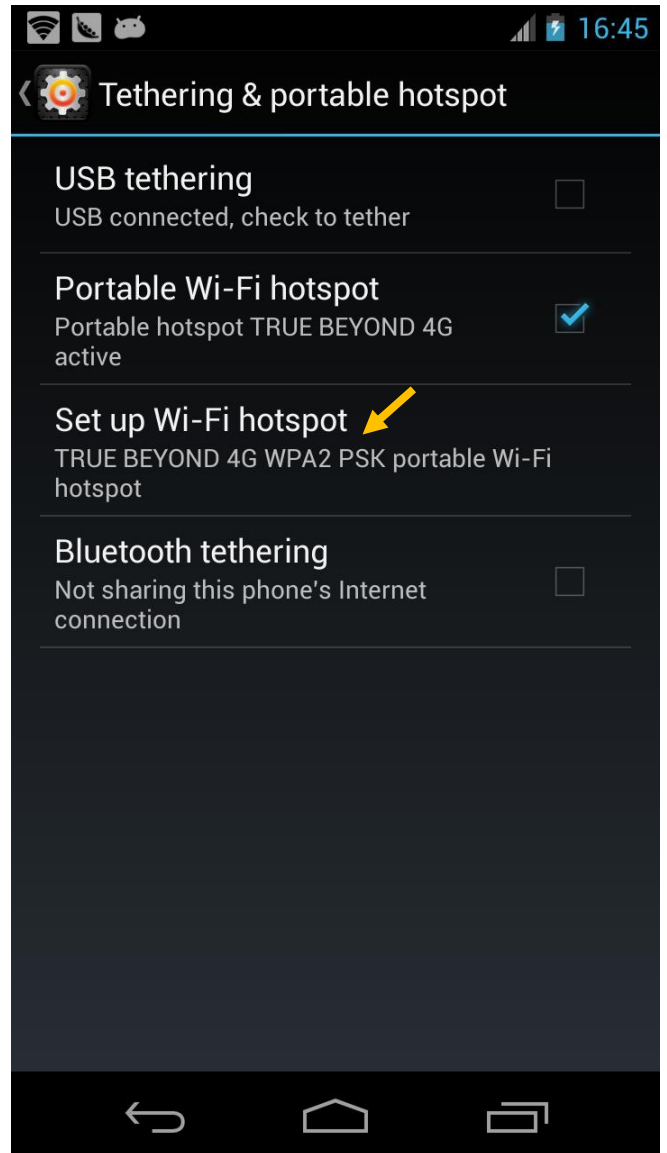 16:45
Tethering & portable hotspot
USB tethering
USB connected, check to tether
Portable Wi-Fi hotspot
Portable hotspot TRUE BEYOND 4G
active
Set up Wi-Fi hotspot
TRUE BEYOND 4G WPA2 PSK portable Wi-Fi
hotspot
Bluetooth tethering
Not sharing this phone's Internet
connection